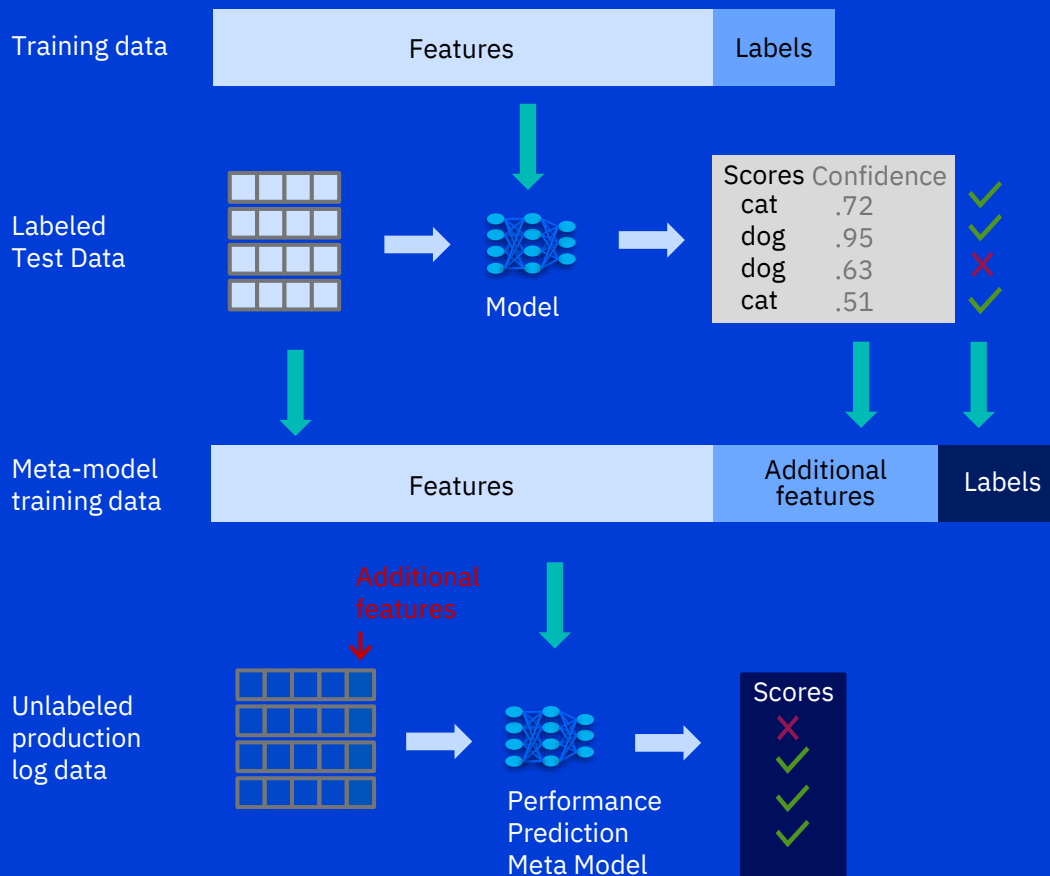 Training data
Features
Labels
Labeled
Test Data
Model
Scores Confidence
cat .72
dog .95
dog .63
cat .51
Meta-model
training data
Features
Additional
features
Labels
Additional
features
Unlabeled
production
log data
Performance
Prediction
Meta Model
Scores